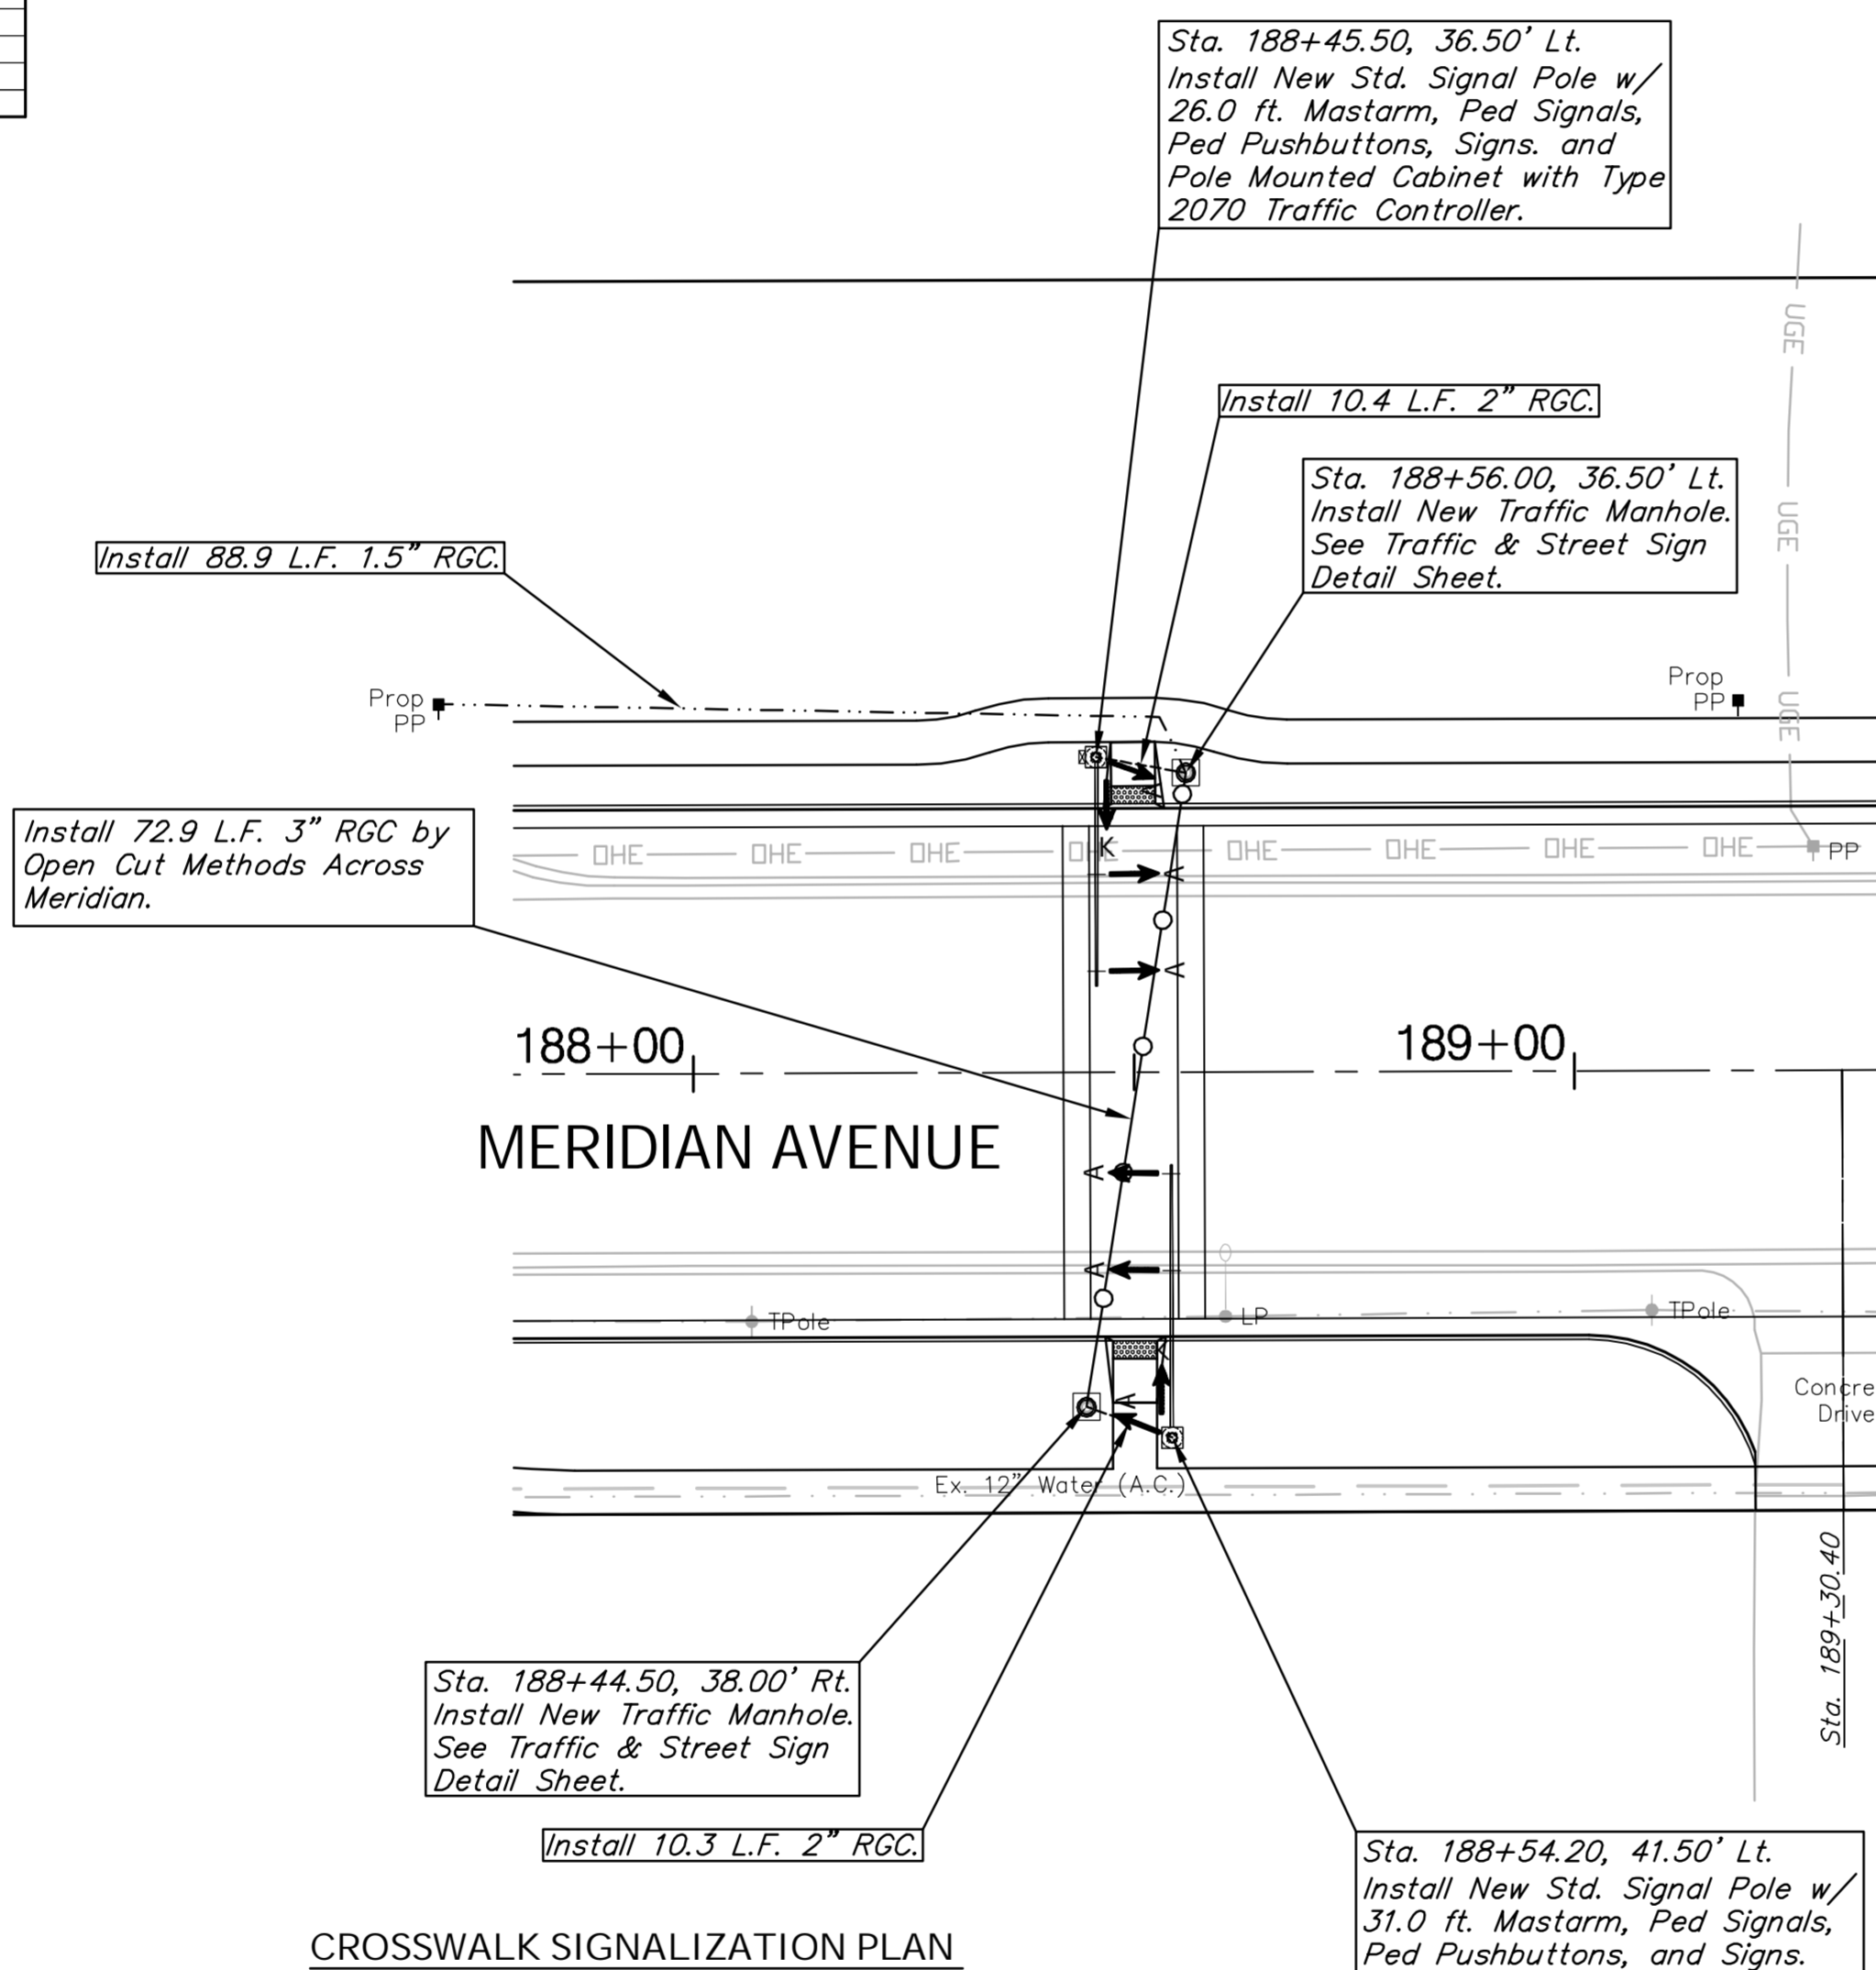 Sta. 188+45.50, 36.50' Lt.
Install New Std. Signal Pole w/
26.0 ft. Mastarm, Ped Signals,
Ped Pushbuttons, Signs. and
Pole Mounted Cabinet with Type
2070 Traffic Controller.
Install 10.4 L.F. 2" RGC.
Sta. 188+56.00, 36.50' Lt.
Install New Traffic Manhole.
See Traffic & Street Sign
Detail Sheet.
Install 88.9 L.F. 1.5" RGC.
UGE
UGE
UGE
Prop
PP
Prop
PP
Install 72.9 L.F. 3" RGC by
Open Cut Methods Across
Meridian.
OHE OHE OHE OHE OHE OHE OHE OHE
PP
K
A
A
A
188+00
189+00
MERIDIAN AVENUE
A
A
TPole
LP
TPole
K
A
Concre
Drive
Ex. 12" Water (A.C.)
Sta. 189+30.40
Sta. 188+44.50, 38.00' Rt.
Install New Traffic Manhole.
See Traffic & Street Sign
Detail Sheet.
Install 10.3 L.F. 2" RGC.
Sta. 188+54.20, 41.50' Lt.
Install New Std. Signal Pole w/
31.0 ft. Mastarm, Ped Signals,
Ped Pushbuttons, and Signs.
CROSSWALK SIGNALIZATION PLAN